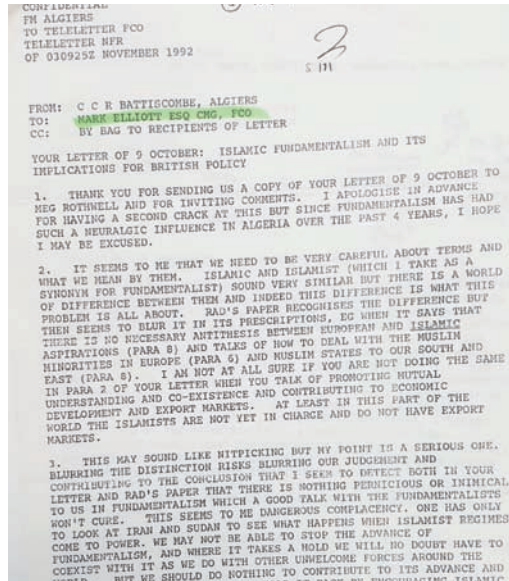 CONFIDENTIAL
FM ALGIERS
TO TELELETTER FCO
TELELETTER NFR
OF 030925Z NOVEMBER 1992
FROM: C C R BATTISCOMBE, ALGIERS
TO: MARK ELLIOTT ESQ CMG, FCO
CC: BY BAG TO RECIPIENTS OF LETTER
YOUR LETTER OF 9 OCTOBER: ISLAMIC FUNDAMENTALISM AND ITS
IMPLICATIONS FOR BRITISH POLICY
1. THANK YOU FOR SENDING US A COPY OF YOUR LETTER OF 9 OCTOBER TO
MEG ROTHWELL AND FOR INVITING COMMENTS. I APOLOGISE IN ADVANCE
FOR HAVING A SECOND CRACK AT THIS BUT SINCE FUNDAMENTALISM HAS HAD
SUCH A NEURALGIC INFLUENCE IN ALGERIA OVER THE PAST 4 YEARS, I HOPE
I MAY BE EXCUSED.
2. IT SEEMS TO ME THAT WE NEED TO BE VERY CAREFUL ABOUT TERMS AND
WHAT WE MEAN BY THEM. ISLAMIC AND ISLAMIST (WHICH I TAKE AS A
SYNONYM FOR FUNDAMENTALIST) SOUND VERY SIMILAR BUT THERE IS A WORLD
OF DIFFERENCE BETWEEN THEM AND INDEED THIS DIFFERENCE IS WHAT THIS
PROBLEM IS ALL ABOUT. RAD'S PAPER RECOGNISES THE DIFFERENCE BUT
THEN SEEMS TO BLUR IT IN ITS PRESCRIPTIONS, EG WHEN IT SAYS THAT
THERE IS NO NECESSARY ANTITHESIS BETWEEN EUROPEAN AND ISLAMIC
ASPIRATIONS (PARA 8) AND TALKS OF HOW TO DEAL WITH THE MUSLIM
MINORITIES IN EUROPE (PARA 6) AND MUSLIM STATES TO OUR SOUTH AND
EAST (PARA 8). I AM NOT AT ALL SURE IF YOU ARE NOT DOING THE SAME
IN PARA 2 OF YOUR LETTER WHEN YOU TALK OF PROMOTING MUTUAL
UNDERSTANDING AND CO-EXISTENCE AND CONTRIBUTING TO ECONOMIC
DEVELOPMENT AND EXPORT MARKETS. AT LEAST IN THIS PART OF THE
WORLD THE ISLAMISTS ARE NOT YET IN CHARGE AND DO NOT HAVE EXPORT
MARKETS.
3. THIS MAY SOUND LIKE NITPICKING BUT MY POINT IS A SERIOUS ONE.
BLURRING THE DISTINCTION RISKS BLURRING OUR JUDGEMENT AND
CONTRIBUTING TO THE CONCLUSION THAT I SEEM TO DETECT BOTH IN YOUR
LETTER AND RAD'S PAPER THAT THERE IS NOTHING PERNICIOUS OR INIMICAL
TO US IN FUNDAMENTALISM WHICH A GOOD TALK WITH THE FUNDAMENTALISTS
WON'T CURE. THIS SEEMS TO ME DANGEROUS COMPLACENCY. ONE HAS ONLY
TO LOOK AT IRAN AND SUDAN TO SEE WHAT HAPPENS WHEN ISLAMIST REGIMES
COME TO POWER. WE MAY NOT BE ABLE TO STOP THE ADVANCE OF
FUNDAMENTALISM, AND WHERE IT TAKES A HOLD WE WILL NO DOUBT HAVE TO
COEXIST WITH IT AS WE DO WITH OTHER UNWELCOME FORCES AROUND THE
WORLD. BUT WE SHOULD DO NOTHING TO CONTRIBUTE TO ITS ADVANCE AND